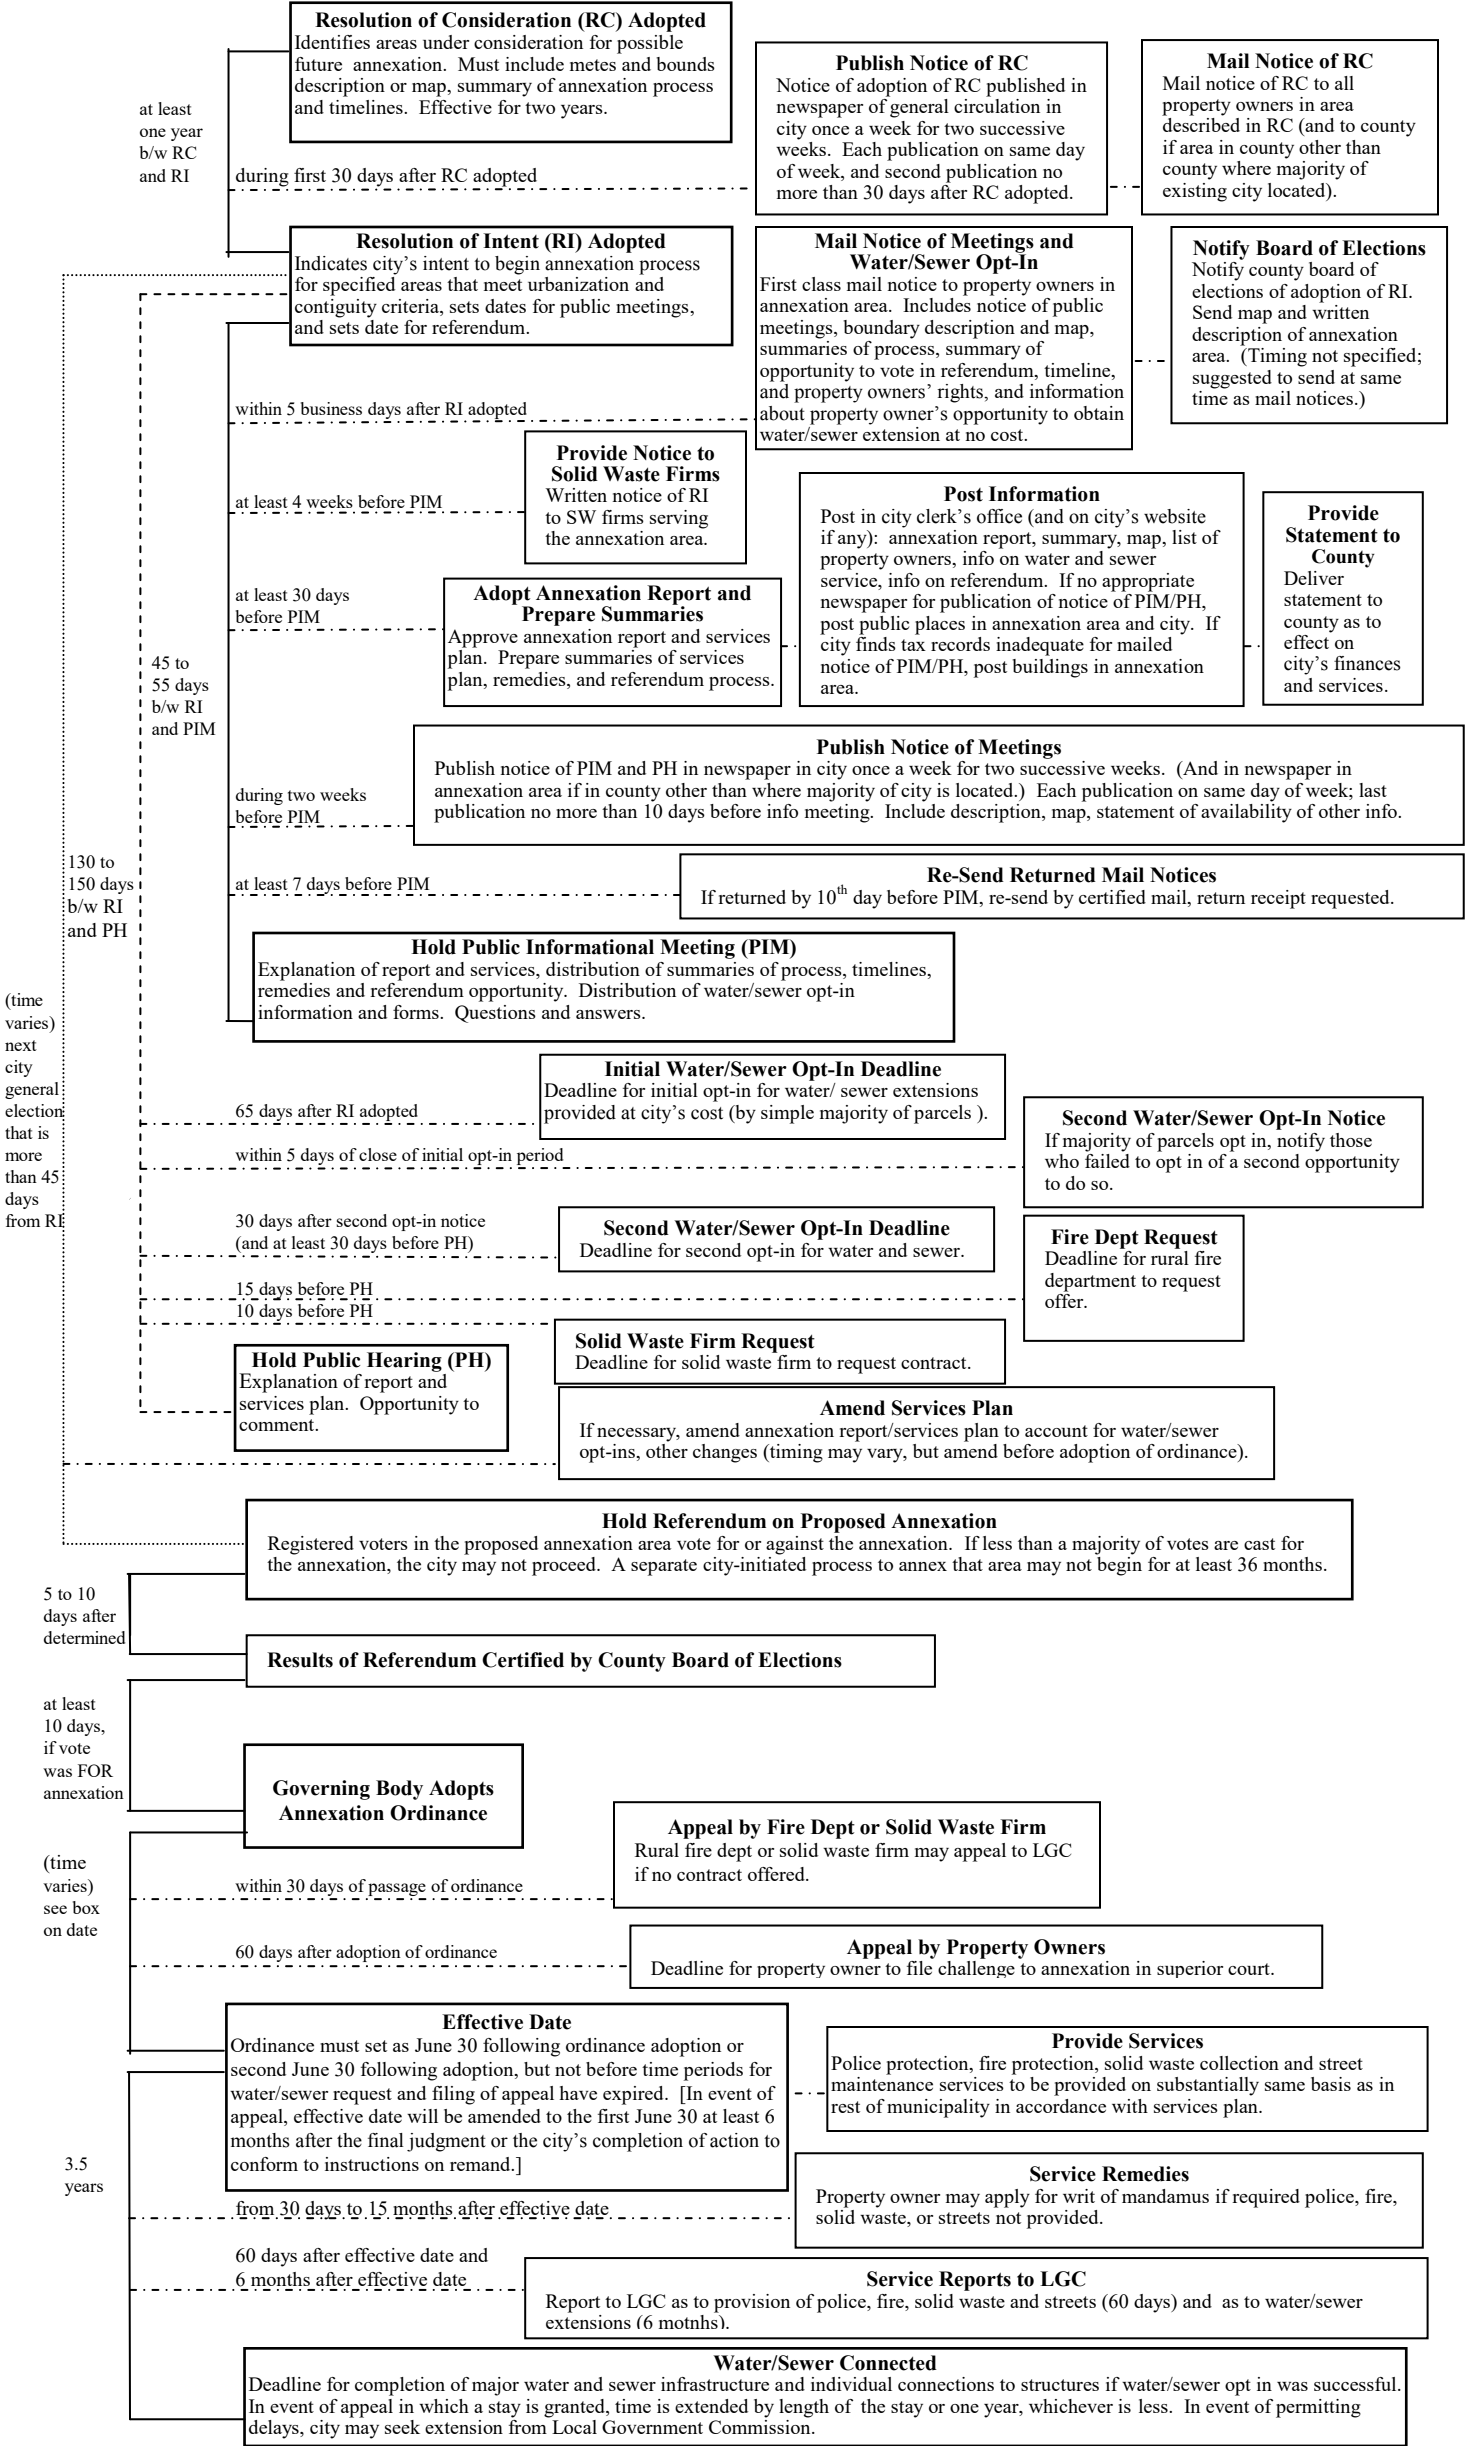 Resolution of Consideration (RC) Adopted
Identifies areas under consideration for possible
future annexation. Must include metes and bounds
description or map, summary of annexation process
and timelines. Effective for two years.
at least
one year
b/w RC
and RI
during first 30 days after RC adopted
Publish Notice of RC
Notice of adoption of RC published in
newspaper of general circulation in
city once a week for two successive
weeks. Each publication on same day
of week, and second publication no
more than 30 days after RC adopted.
Mail Notice of RC
Mail notice of RC to all
property owners in area
described in RC (and to county
if area in county other than
county where majority of
existing city located).
Resolution of Intent (RI) Adopted
Indicates city's intent to begin annexation process
for specified areas that meet urbanization and
contiguity criteria, sets dates for public meetings,
and sets date for referendum.
Mail Notice of Meetings and
Water/Sewer Opt-In
First class mail notice to property owners in
annexation area. Includes notice of public
meetings, boundary description and map,
summaries of process, summary of
opportunity to vote in referendum, timeline,
and property owners' rights, and information
about property owner's opportunity to obtain
water/sewer extension at no cost.
Notify Board of Elections
Notify county board of
elections of adoption of RI.
Send map and written
description of annexation
area. (Timing not specified;
suggested to send at same
time as mail notices.)
within 5 business days after RI adopted
at least 4 weeks before PIM
Provide Notice to
Solid Waste Firms
Written notice of RI
to SW firms serving
the annexation area.
at least 30 days
before PIM
Adopt Annexation Report and
Prepare Summaries
Approve annexation report and services
plan. Prepare summaries of services
plan, remedies, and referendum process.
Post Information
Post in city clerk's office (and on city's website
if any): annexation report, summary, map, list of
property owners, info on water and sewer
service, info on referendum. If no appropriate
newspaper for publication of notice of PIM/PH,
post public places in annexation area and city. If
city finds tax records inadequate for mailed
notice of PIM/PH, post buildings in annexation
area.
Provide
Statement to
County
Deliver
statement to
county as to
effect on
city's finances
and services.
45 to
55 days
b/w RI
and PIM
during two weeks
before PIM
Publish Notice of Meetings
Publish notice of PIM and PH in newspaper in city once a week for two successive weeks. (And in newspaper in
annexation area if in county other than where majority of city is located.) Each publication on same day of week; last
publication no more than 10 days before info meeting. Include description, map, statement of availability of other info.
130 to
150 days
b/w RI
and PH
at least 7 days before PIM
Re-Send Returned Mail Notices
If returned by 10th day before PIM, re-send by certified mail, return receipt requested.
Hold Public Informational Meeting (PIM)
Explanation of report and services, distribution of summaries of process, timelines,
remedies and referendum opportunity. Distribution of water/sewer opt-in
information and forms. Questions and answers.
(time
varies)
next
city
general
election
that is
more
than 45
days
from RI
65 days after RI adopted
Initial Water/Sewer Opt-In Deadline
Deadline for initial opt-in for water/ sewer extensions
provided at city's cost (by simple majority of parcels ).
within 5 days of close of initial opt-in period
Second Water/Sewer Opt-In Notice
If majority of parcels opt in, notify those
who failed to opt in of a second opportunity
to do so.
30 days after second opt-in notice
(and at least 30 days before PH)
Second Water/Sewer Opt-In Deadline
Deadline for second opt-in for water and sewer.
15 days before PH
Fire Dept Request
Deadline for rural fire
department to request
offer.
10 days before PH
Solid Waste Firm Request
Deadline for solid waste firm to request contract.
Hold Public Hearing (PH)
Explanation of report and
services plan. Opportunity to
comment.
Amend Services Plan
If necessary, amend annexation report/services plan to account for water/sewer
opt-ins, other changes (timing may vary, but amend before adoption of ordinance).
Hold Referendum on Proposed Annexation
Registered voters in the proposed annexation area vote for or against the annexation. If less than a majority of votes are cast for
the annexation, the city may not proceed. A separate city-initiated process to annex that area may not begin for at least 36 months.
5 to 10
days after
determined
Results of Referendum Certified by County Board of Elections
at least
10 days,
if vote
was FOR
annexation
Governing Body Adopts
Annexation Ordinance
(time
varies)
see box
on date
within 30 days of passage of ordinance
Appeal by Fire Dept or Solid Waste Firm
Rural fire dept or solid waste firm may appeal to LGC
if no contract offered.
60 days after adoption of ordinance
Appeal by Property Owners
Deadline for property owner to file challenge to annexation in superior court.
Effective Date
Ordinance must set as June 30 following ordinance adoption or
second June 30 following adoption, but not before time periods for
water/sewer request and filing of appeal have expired. [In event of
appeal, effective date will be amended to the first June 30 at least 6
months after the final judgment or the city's completion of action to
conform to instructions on remand.]
Provide Services
Police protection, fire protection, solid waste collection and street
maintenance services to be provided on substantially same basis as in
rest of municipality in accordance with services plan.
3.5
years
from 30 days to 15 months after effective date
Service Remedies
Property owner may apply for writ of mandamus if required police, fire,
solid waste, or streets not provided.
60 days after effective date and
6 months after effective date
Service Reports to LGC
Report to LGC as to provision of police, fire, solid waste and streets (60 days) and as to water/sewer
extensions (6 motnhs).
Water/Sewer Connected
Deadline for completion of major water and sewer infrastructure and individual connections to structures if water/sewer opt in was successful.
In event of appeal in which a stay is granted, time is extended by length of the stay or one year, whichever is less. In event of permitting
delays, city may seek extension from Local Government Commission.